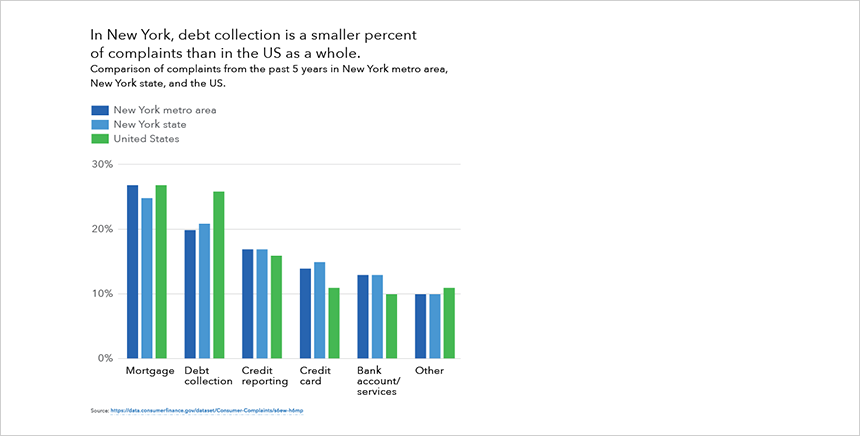 In New York, debt collection is a smaller percent
of complaints than in the US as a whole.
Comparison of complaints from the past 5 years in New York metro area,
New York state, and the US.
New York metro area
New York state
United States
30%
20%
10%
0%
Mortgage
Debt
collection
Credit
reporting
Credit
card
Bank
account/
services
Other
Source: https://data.consumerfinance.gov/dataset/Consumer-Complaints/s6ew-h6mp